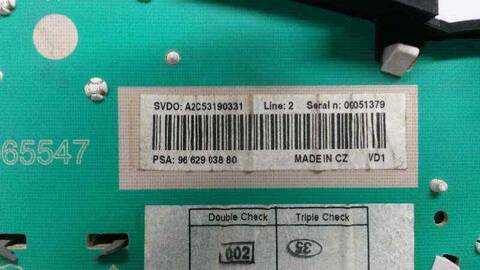 SVDO: A2C53190331 Line: 2 Serial n: 00051379
65547
PSA: 96 629 038 80 MADE IN CZ VD1
Double Check Triple Check
002 35